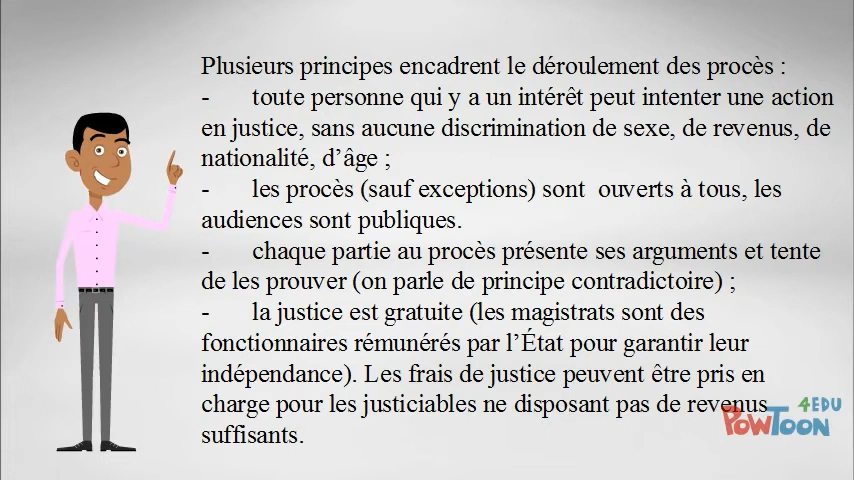 Plusieurs principes encadrent le déroulement des procès :
- toute personne qui y a un intérêt peut intenter une action
en justice, sans aucune discrimination de sexe, de revenus, de
nationalité, d’âge ;
- les procès (sauf exceptions) sont ouverts à tous, les
audiences sont publiques.
- chaque partie au procès présente ses arguments et tente
de les prouver (on parle de principe contradictoire) ;
- la justice est gratuite (les magistrats sont des
fonctionnaires rémunérés par l’État pour garantir leur
indépendance). Les frais de justice peuvent être pris en
charge pour les justiciables ne disposant pas de revenus
suffisants.
4EDU
PowToon